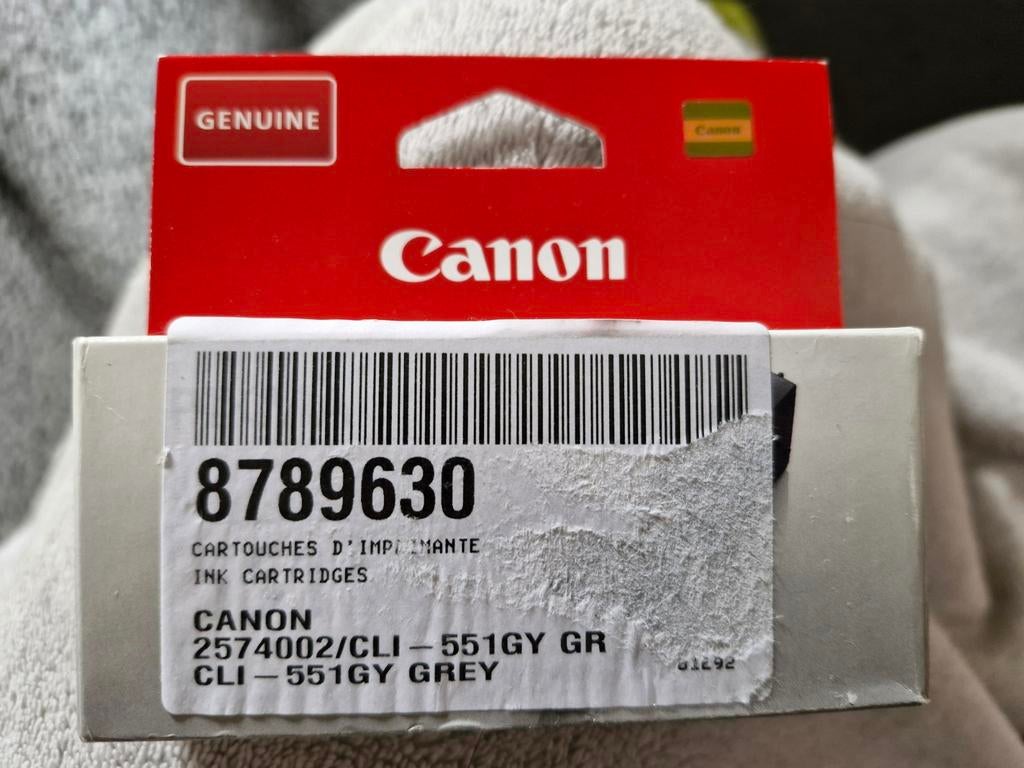 GENUINE
Canon
Canon
8789630
CARTOUCHES D'IMPRIMANTE
INK CARTRIDGES
CANON
2574002/CLI – 551GY GR
CLI – 551GY GREY
61292